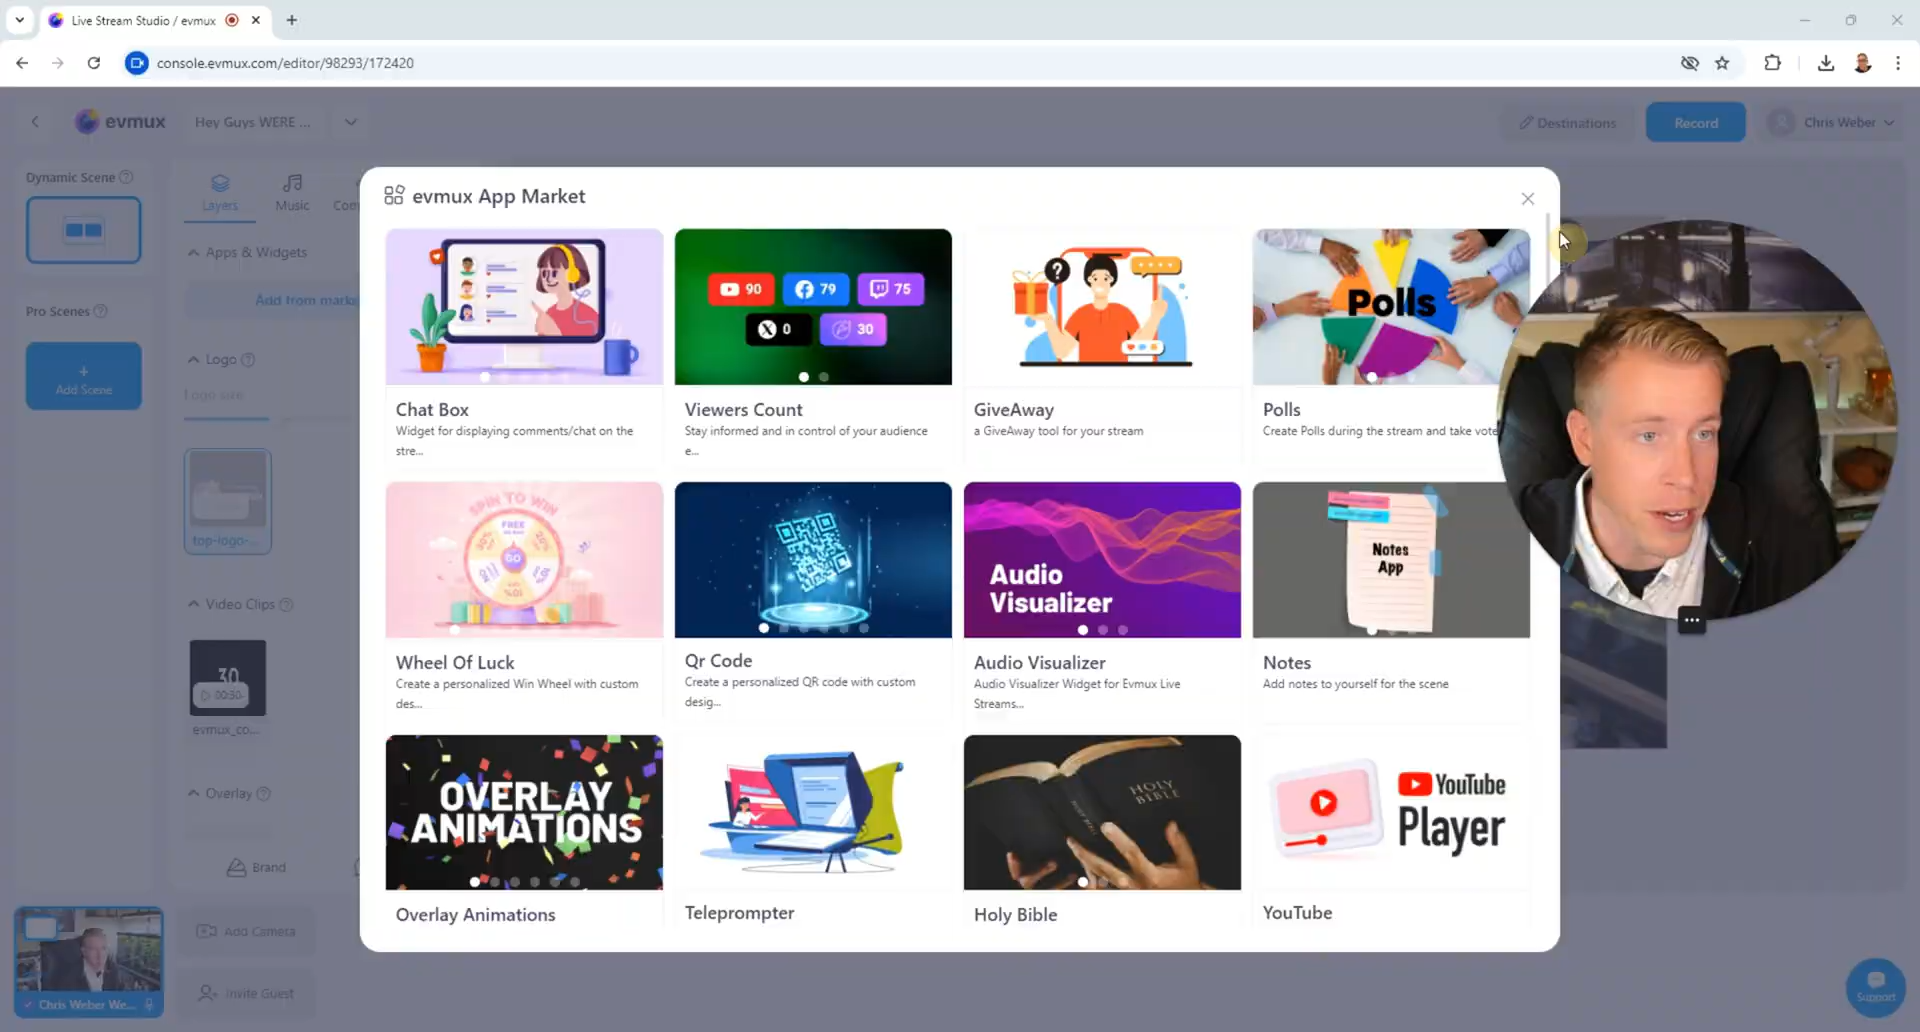 Live Stream Studio / evmux
console.evmux.com/editor/98293/172420
evmux
Hey Guys WERE ...
Destinations
Record
Chris Weber
Dynamic Scene
Layers
Music
Com
Apps & Widgets
Add from marke
Pro Scenes
+
Add Scene
Logo
Logo size
top-logo-...
Video Clips
30
00:30
evmux_co...
Overlay
Brand
Add Camera
Invite Guest
Chris Weber We...
evmux App Market
90
79
75
0
30
?
Polls
Chat Box
Widget for displaying comments/chat on the
stre...
Viewers Count
Stay informed and in control of your audience
e...
GiveAway
a GiveAway tool for your stream
Polls
Create Polls during the stream and take vote
SPIN TO WIN
FREE
GO
Audio
Visualizer
Notes
App
Wheel Of Luck
Create a personalized Win Wheel with custom
des...
Qr Code
Create a personalized QR code with custom
desig...
Audio Visualizer
Audio Visualizer Widget for Evmux Live
Streams...
Notes
Add notes to yourself for the scene
OVERLAY
ANIMATIONS
HOLY
BIBLE
YouTube
Player
Overlay Animations
Teleprompter
Holy Bible
YouTube
Support